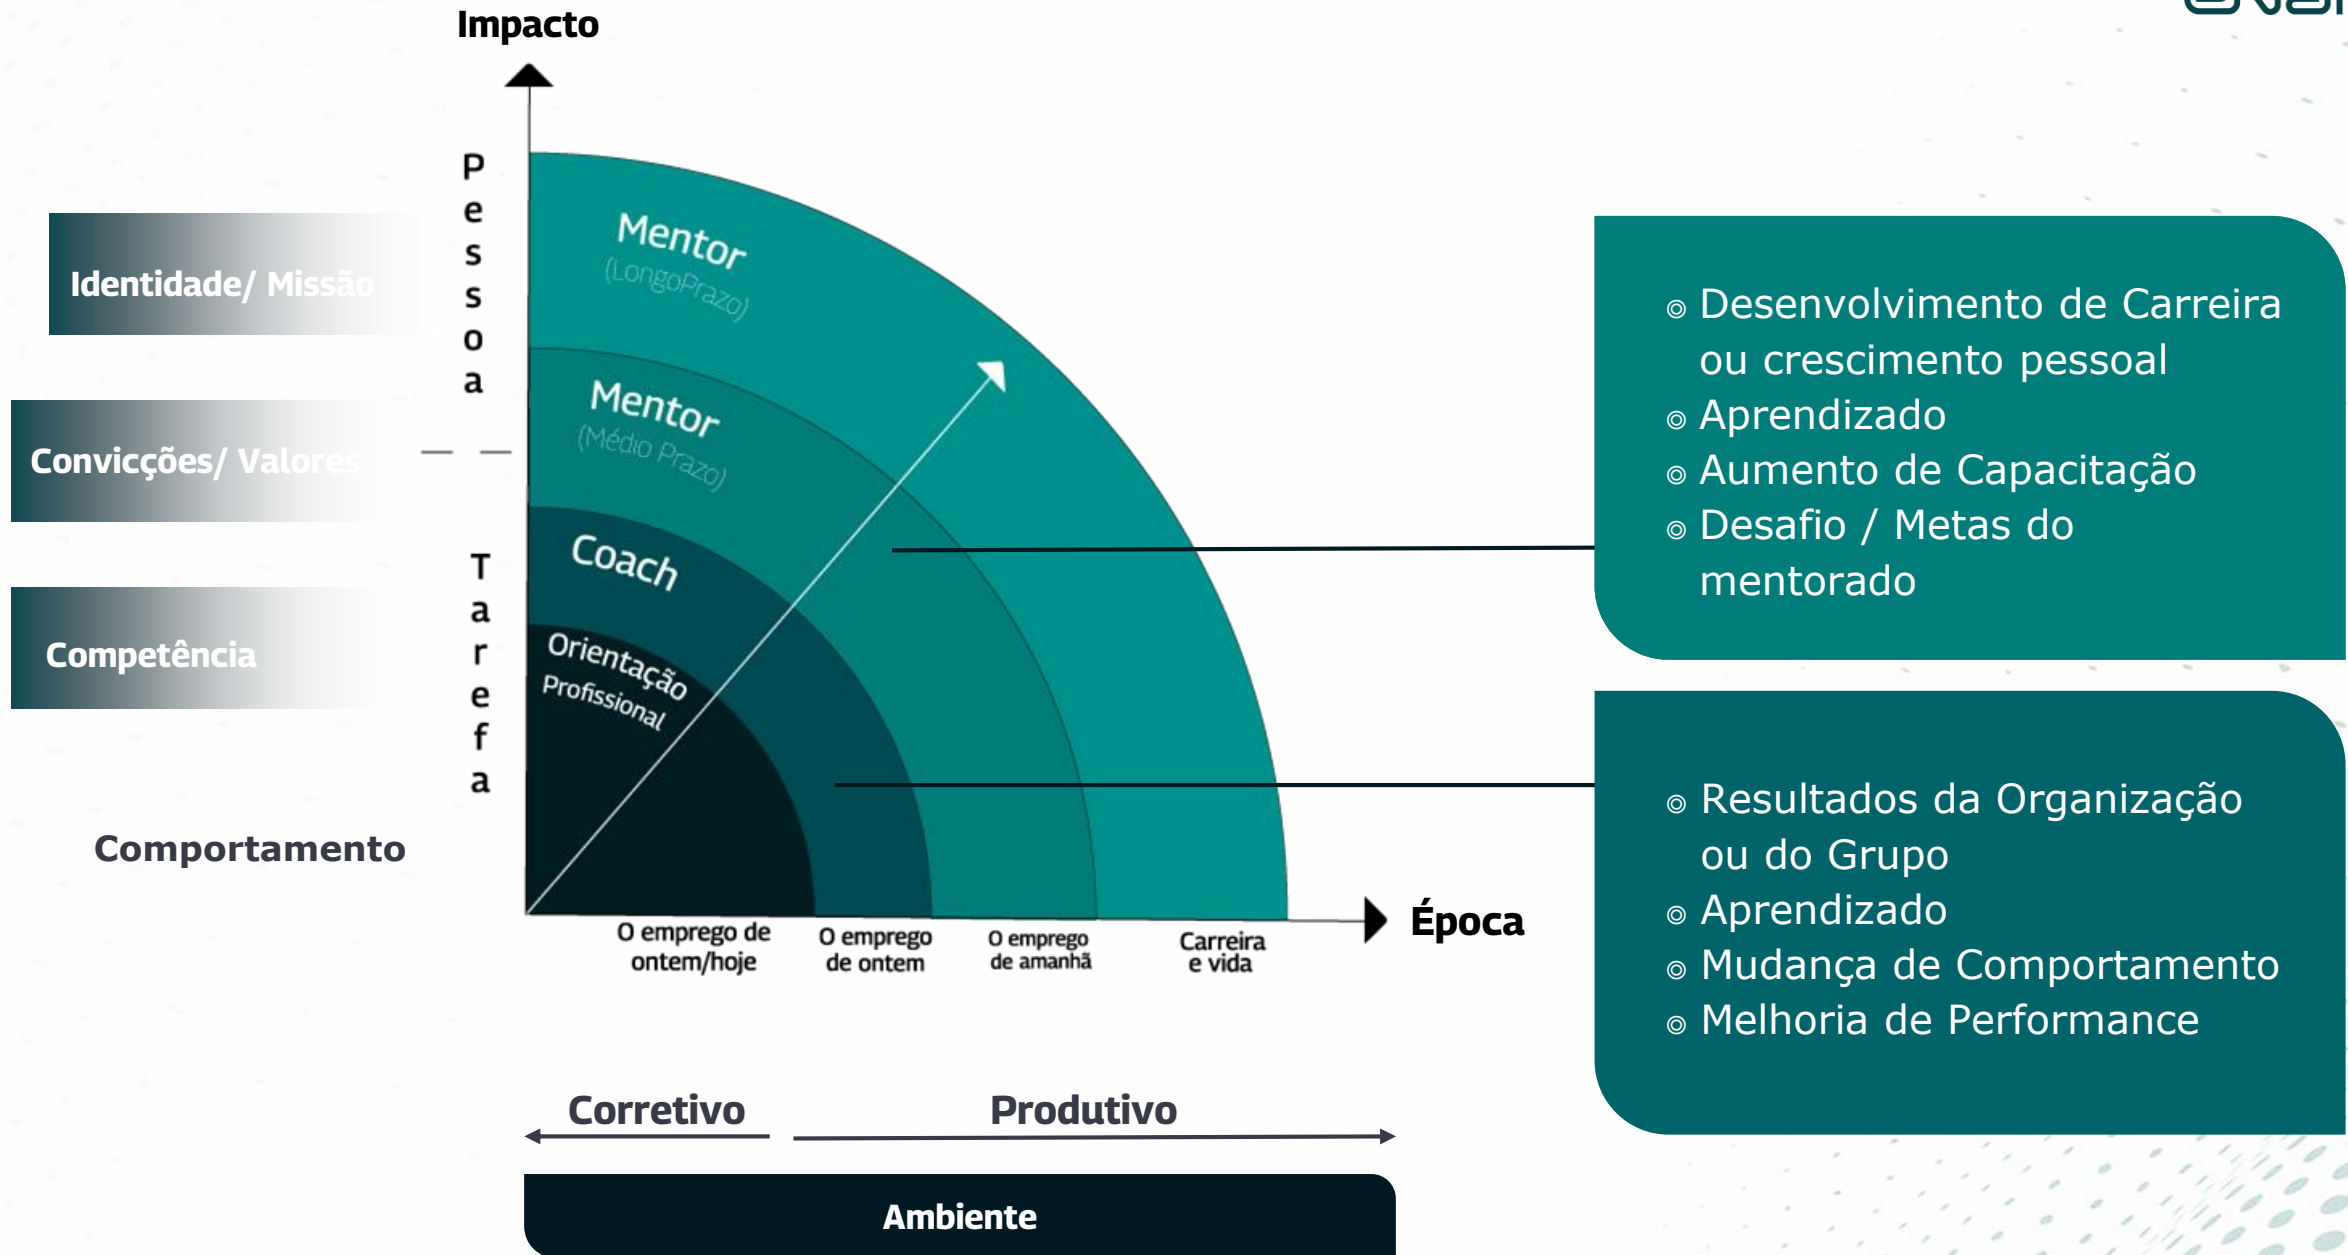 Impacto
Pessoa
Identidade/ Missão
Mentor
(LongoPrazo)
Convicções/ Valores
Mentor
(Médio Prazo)
Tarefa
Competência
Coach
Orientação
Profissional
Comportamento
O emprego de
ontem/hoje
O emprego
de ontem
O emprego
de amanhã
Carreira
e vida
Época
Corretivo
Produtivo
Ambiente
◎ Desenvolvimento de Carreira
ou crescimento pessoal
◎ Aprendizado
◎ Aumento de Capacitação
◎ Desafio / Metas do
mentorado
◎ Resultados da Organização
ou do Grupo
◎ Aprendizado
◎ Mudança de Comportamento
◎ Melhoria de Performance